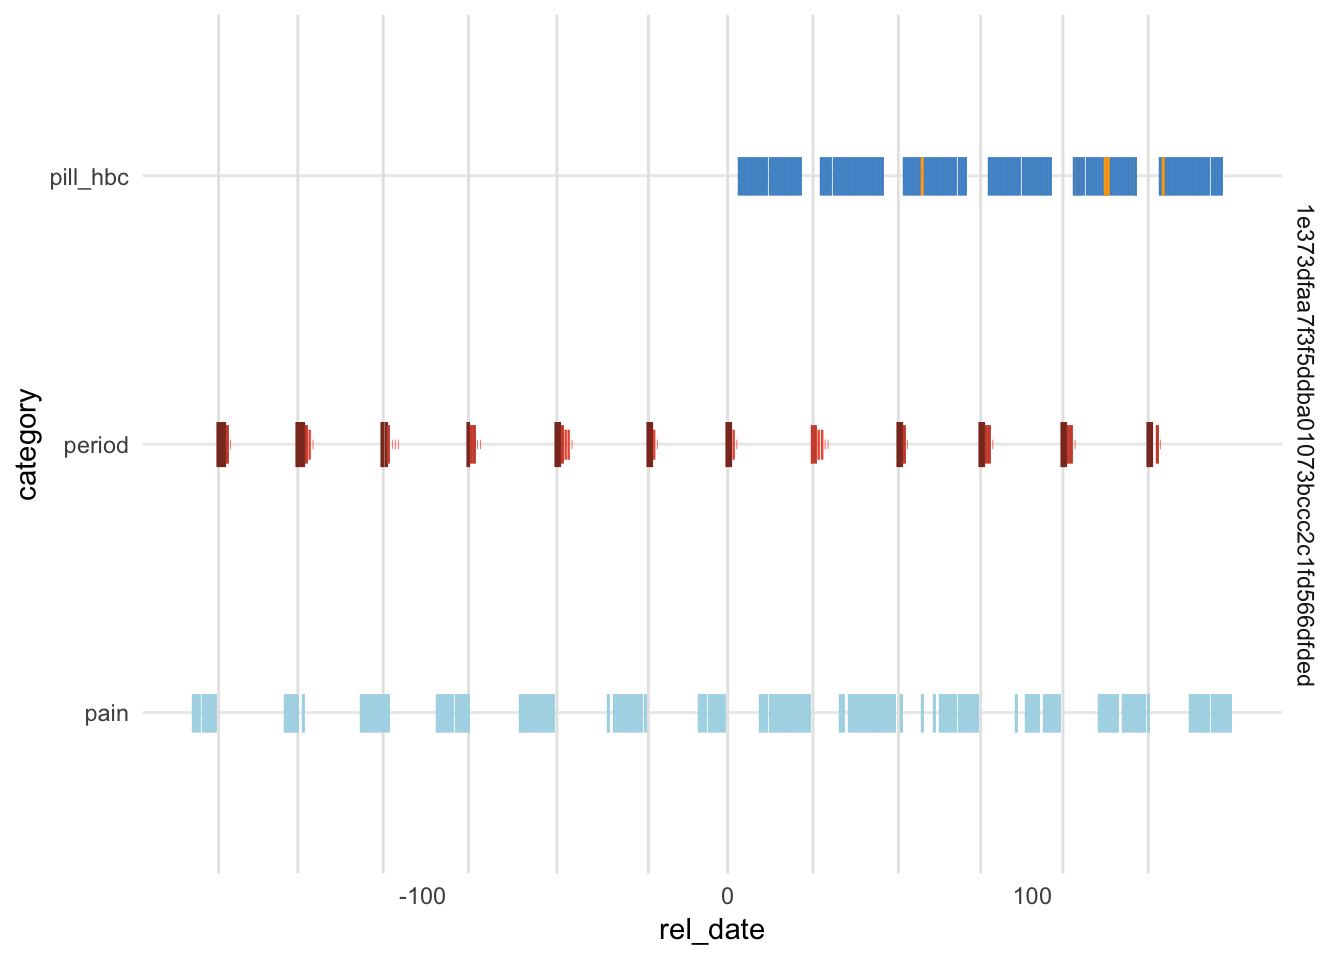 pill_hbc
period
pain
category
-100
0
100
rel_date
1e373dfaa7f3f5ddba01073bccc2c1fd566dfded